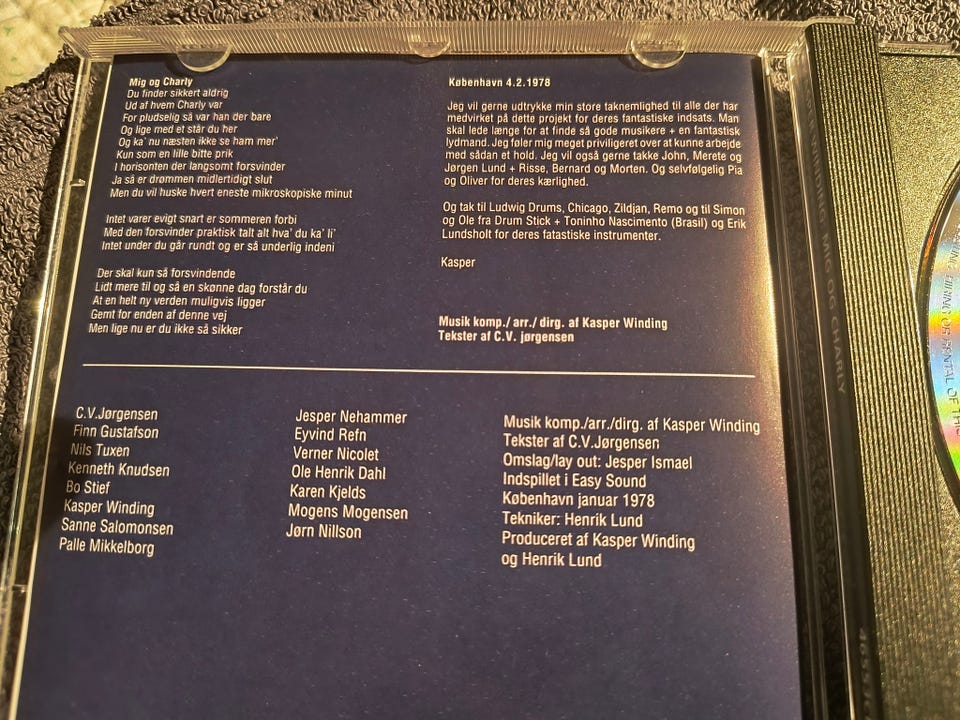 Mig og Charly
Du finder sikkert aldrig
Ud af hvem Charly var
For pludselig så var han der bare
Og lige med et står du her
Og ka' nu næsten ikke se ham mer'
Kun som en lille bitte prik
I horisonten der langsomt forsvinder
Ja så er drømmen midlertidigt slut
Men du vil huske hvert eneste mikroskopiske minut
Intet varer evigt snart er sommeren forbi
Med den forsvinder praktisk talt alt hva' du ka' li'
Intet under du går rundt og er så underlig indeni
Der skal kun så forsvindende
Lidt mere til og så en skønne dag forstår du
At en helt ny verden muligvis ligger
Gemt for enden af denne vej
Men lige nu er du ikke så sikker
København 4.2.1978
Jeg vil gerne udtrykke min store taknemlighed til alle der har
medvirket på dette projekt for deres fantastiske indsats. Man
skal lede længe for at finde så gode musikere + en fantastisk
lydmand. Jeg føler mig meget priviligeret over at kunne arbejde
med sådan et hold. Jeg vil også gerne takke John, Merete og
Jørgen Lund + Risse, Bernard og Morten. Og selvfølgelig Pia
og Oliver for deres kærlighed.
Og tak til Ludwig Drums, Chicago, Zildjan, Remo og til Simon
og Ole fra Drum Stick + Toninho Nascimento (Brasil) og Erik
Lundsholt for deres fatastiske instrumenter.
Kasper
Musik komp./ arr./ dirg. af Kasper Winding
Tekster af C.V. jørgensen
C.V.Jørgensen
Finn Gustafson
Nils Tuxen
Kenneth Knudsen
Bo Stief
Kasper Winding
Sanne Salomonsen
Palle Mikkelborg
Jesper Nehammer
Eyvind Refn
Verner Nicolet
Ole Henrik Dahl
Karen Kjelds
Mogens Mogensen
Jørn Nillson
Musik komp./arr./dirg. af Kasper Winding
Tekster af C.V.Jørgensen
Omslag/lay out: Jesper Ismael
Indspillet i Easy Sound
København januar 1978
Tekniker: Henrik Lund
Produceret af Kasper Winding
og Henrik Lund
MIG OG CHARLY
HIRING OR RENTAL OF THIS